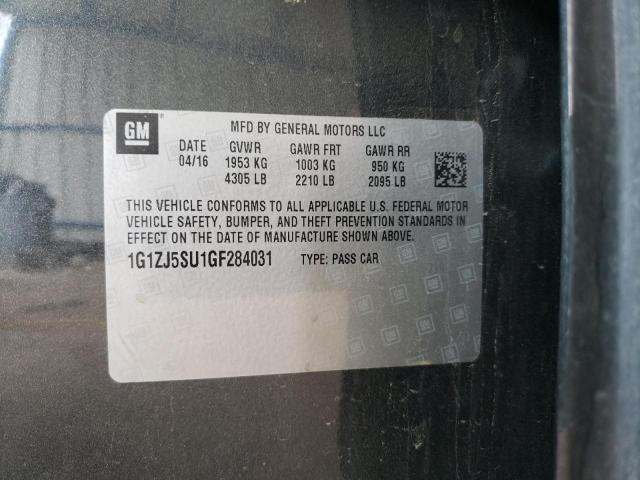 GM ®
MFD BY GENERAL MOTORS LLC
DATE GVWR GAWR FRT GAWR RR
04/16 1953 KG 1003 KG 950 KG
4305 LB 2210 LB 2095 LB
THIS VEHICLE CONFORMS TO ALL APPLICABLE U.S. FEDERAL MOTOR
VEHICLE SAFETY, BUMPER, AND THEFT PREVENTION STANDARDS IN
EFFECT ON THE DATE OF MANUFACTURE SHOWN ABOVE.
1G1ZJ5SU1GF284031 TYPE: PASS CAR